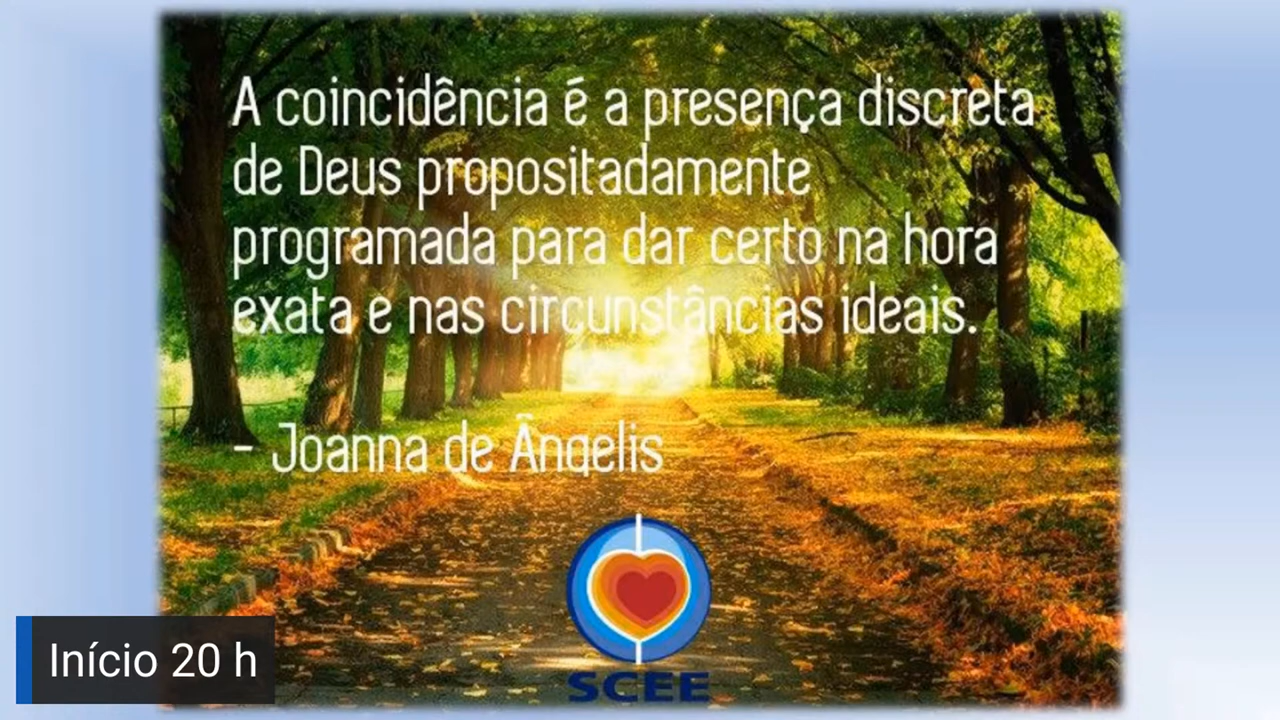 A coincidência é a presença discreta
de Deus propositadamente
programada para dar certo na hora
exata e nas circunstâncias ideais.
- Joanna de Ângelis
SCEE
Início 20 h